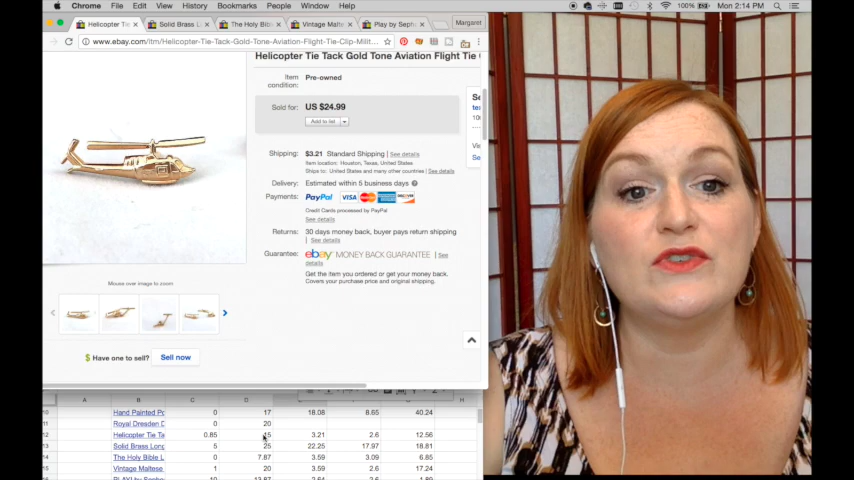 Chrome File Edit View History Bookmarks People Window Help 100% Mon 2:14 PM
Helicopter Tie Tac Solid Brass Lo The Holy Bible Vintage Maltes Play by Sepho Margaret
www.ebay.com/itm/Helicopter-Tie-Tack-Gold-Tone-Aviation-Flight-Tie-Clip-Milit...
Helicopter Tie Tack Gold Tone Aviation Flight Tie C
Item condition: Pre-owned
Sold for: US $24.99
Add to list
Shipping: $3.21 Standard Shipping | See details
Item location: Houston, Texas, United States
Ships to: United States and many other countries | See details
Delivery: Estimated within 5 business days
Payments: PayPal VISA
Credit Cards processed by PayPal
See details
Returns: 30 days money back, buyer pays return shipping
| See details
Guarantee: ebay MONEY BACK GUARANTEE | See details
Get the item you ordered or get your money back.
Covers your purchase price and original shipping.
Mouse over image to zoom
$ Have one to sell? Sell now
A B C D E F G H
10 Hand Painted Po 0 17 18.08 8.65 40.24
11 Royal Dresden D 0 20
12 Helicopter Tie Ta 0.85 15 3.21 2.6 12.56
13 Solid Brass Long 5 25 22.25 17.97 18.81
14 The Holy Bible L 0 7.87 3.59 3.09 6.85
15 Vintage Maltese 1 20 3.59 2.6 17.24